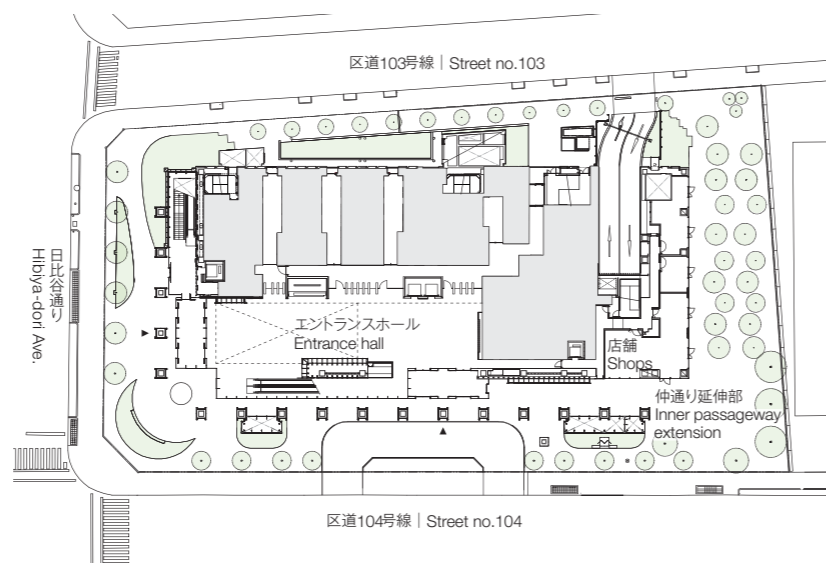 区道103号線｜Street no.103
日比谷通り
Hibiya-dori Ave.
エントランスホール
Entrance hall
店舗
Shops
仲通り延伸部
Inner passageway
extension
区道104号線｜Street no.104